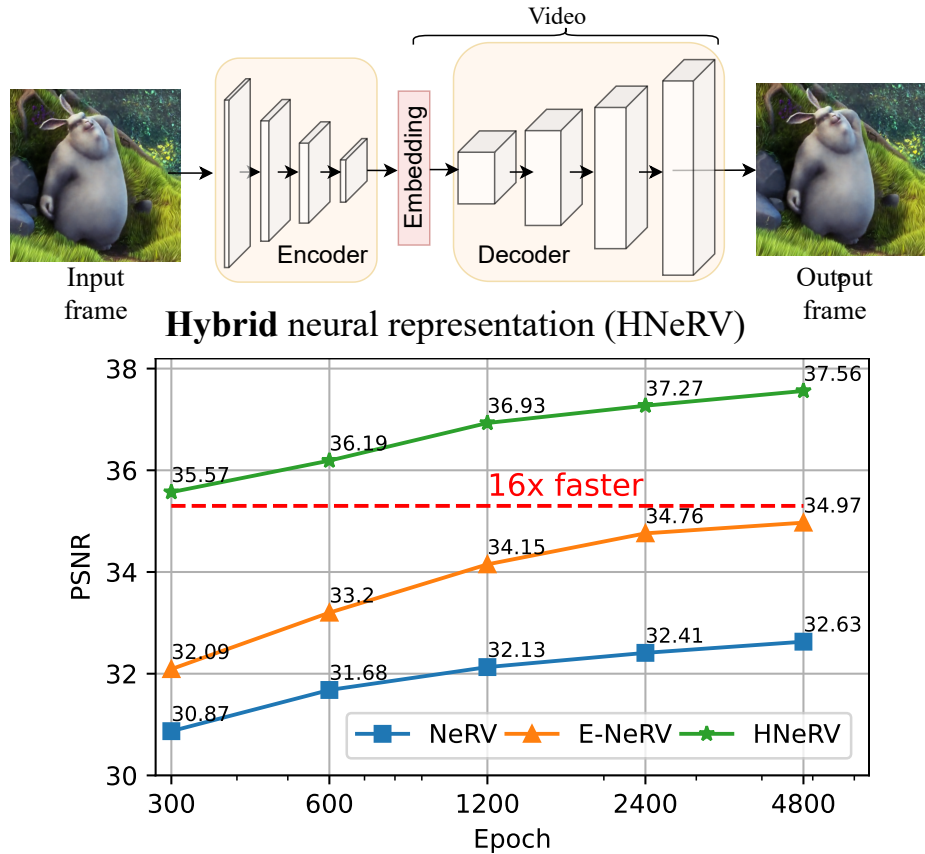 Video
Embedding
Encoder
Decoder
Input
frame
Output
frame
Hybrid neural representation (HNeRV)
38
36
34
32
30
PSNR
35.57
36.19
36.93
37.27
37.56
16x faster
32.09
33.2
34.15
34.76
34.97
30.87
31.68
32.13
32.41
32.63
NeRV
E-NeRV
HNeRV
300
600
1200
2400
4800
Epoch